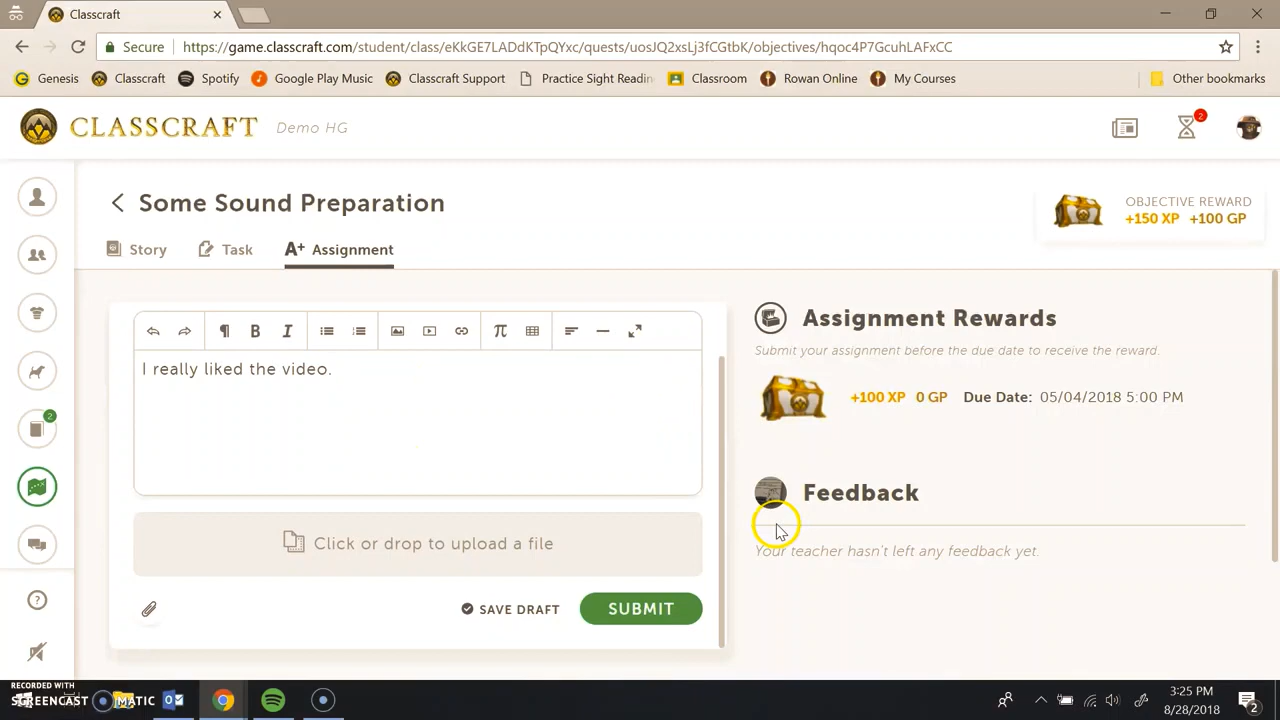 Classcraft
Secure
https://game.classcraft.com/student/class/eKkGE7LADdKTpQYxc/quests/uosJQ2xsLj3fCGtbK/objectives/hqoc4P7GcuhLAFxCC
Genesis Classcraft Spotify Google Play Music Classcraft Support Practice Sight Readin Classroom Rowan Online My Courses Other bookmarks
CLASSCRAFT Demo HG
2
Some Sound Preparation
OBJECTIVE REWARD
+150 XP +100 GP
Story Task A+ Assignment
Assignment Rewards
Submit your assignment before the due date to receive the reward.
I really liked the video.
+100 XP 0 GP Due Date: 05/04/2018 5:00 PM
2
Feedback
Your teacher hasn't left any feedback yet.
Click or drop to upload a file
SAVE DRAFT SUBMIT
RECORDED WITH
SCREENCAST MATIC
3:25 PM
8/28/2018
2